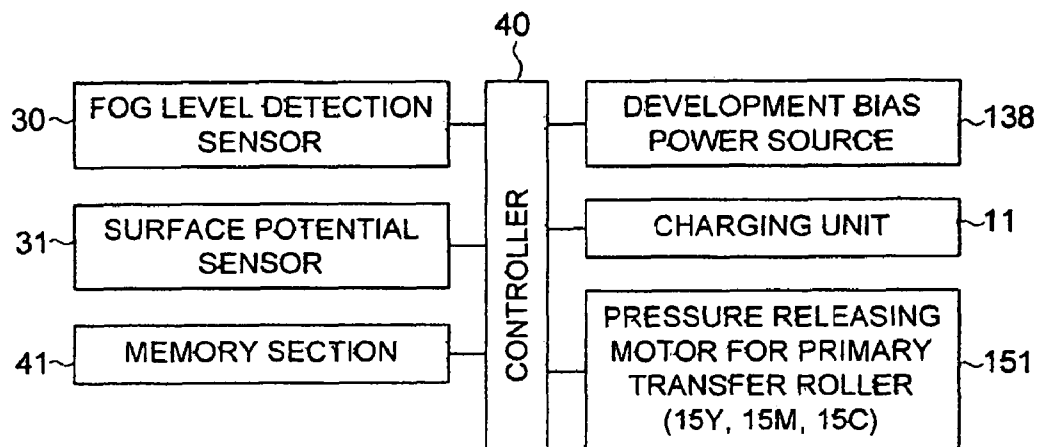 40
30
FOG LEVEL DETECTION
SENSOR
31
SURFACE POTENTIAL
SENSOR
41
MEMORY SECTION
CONTROLLER
DEVELOPMENT BIAS
POWER SOURCE
138
CHARGING UNIT
11
PRESSURE RELEASING
MOTOR FOR PRIMARY
TRANSFER ROLLER
(15Y, 15M, 15C)
151